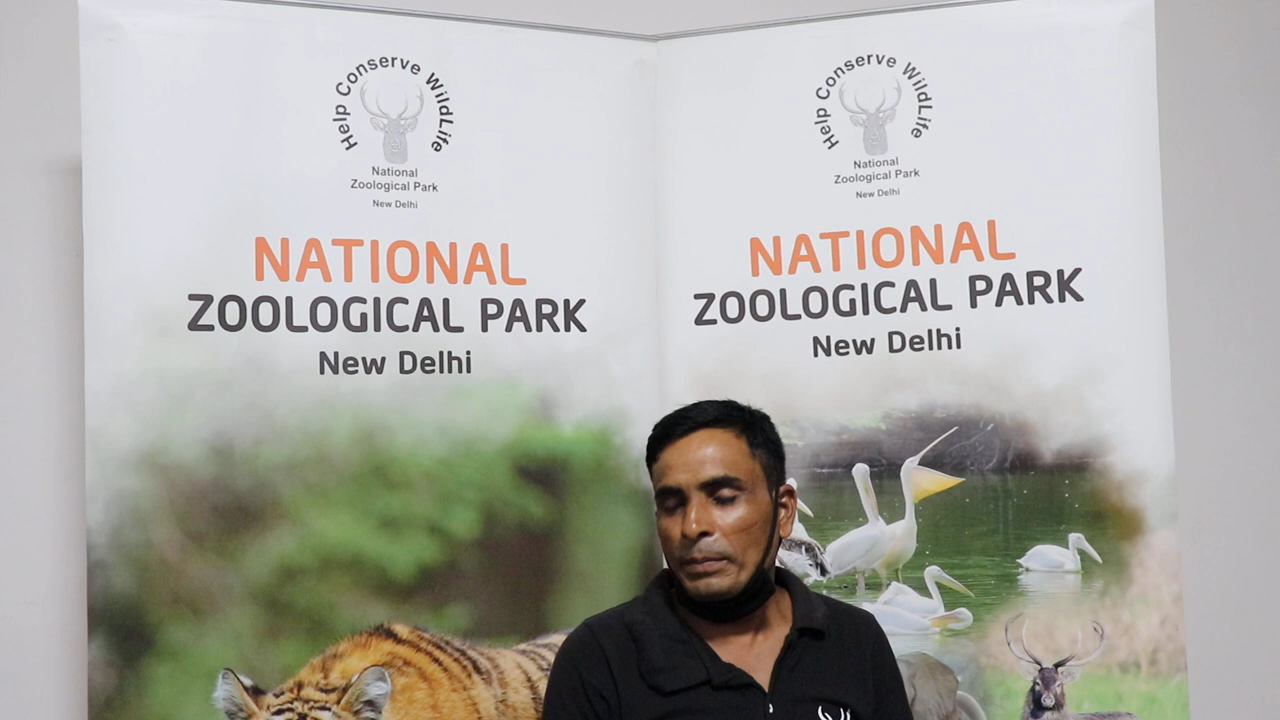 Help Conserve WildLife
National
Zoological Park
New Delhi
NATIONAL
ZOOLOGICAL PARK
New Delhi
Help Conserve WildLife
National
Zoological Park
New Delhi
NATIONAL
ZOOLOGICAL PARK
New Delhi